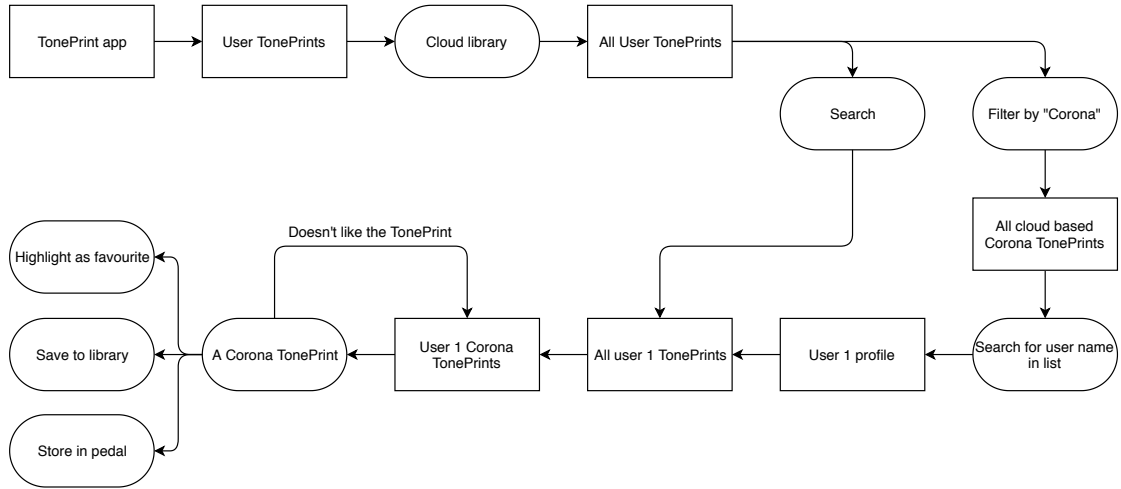 TonePrint app
User TonePrints
Cloud library
All User TonePrints
Search
Filter by "Corona"
All cloud based
Corona TonePrints
Doesn't like the TonePrint
Highlight as favourite
Save to library
A Corona TonePrint
User 1 Corona
TonePrints
All user 1 TonePrints
User 1 profile
Search for user name
in list
Store in pedal